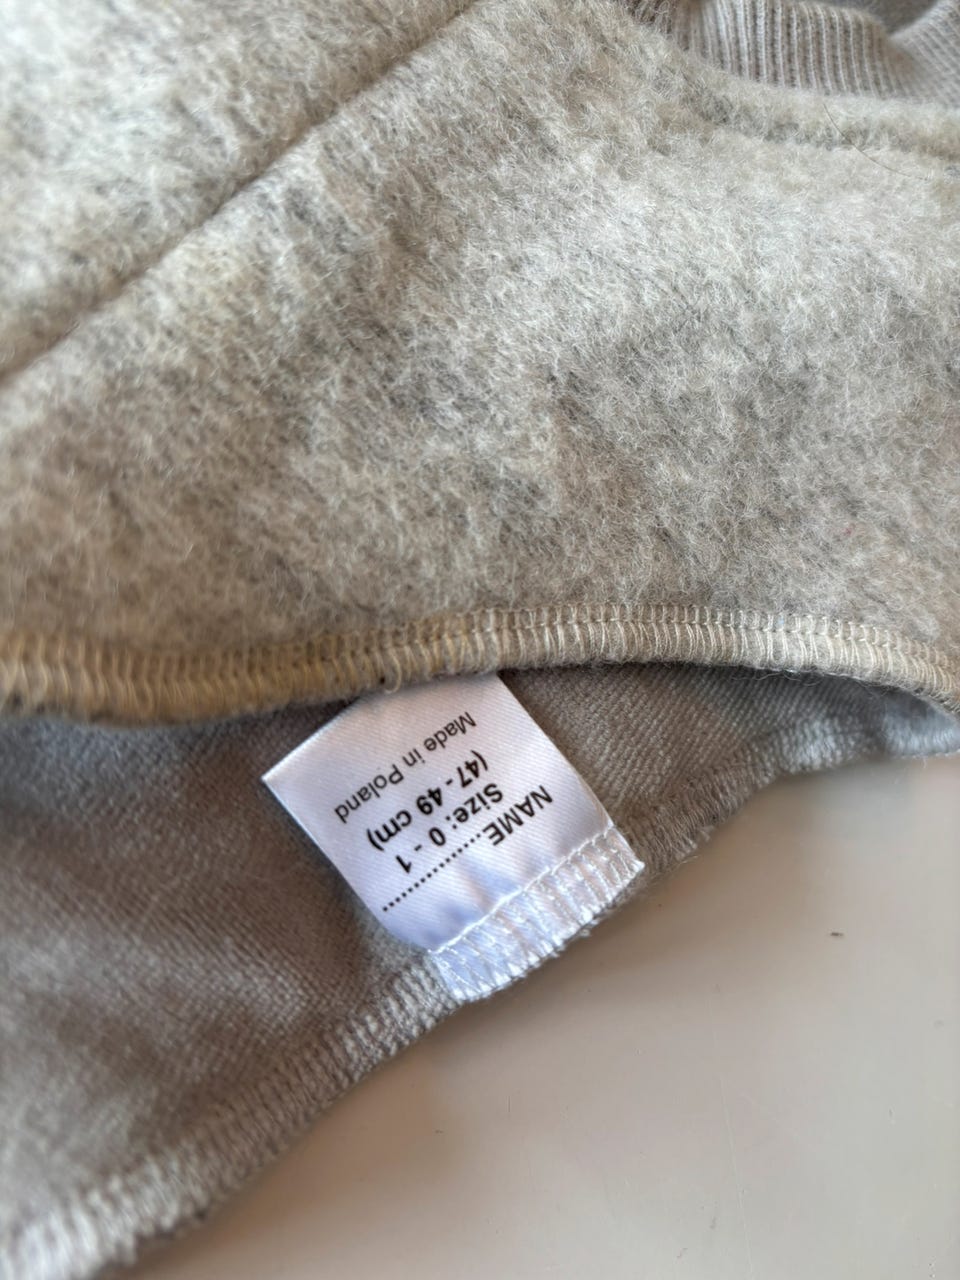 NAME....................
Size: 0 - 1
(47 - 49 cm)
Made in Poland